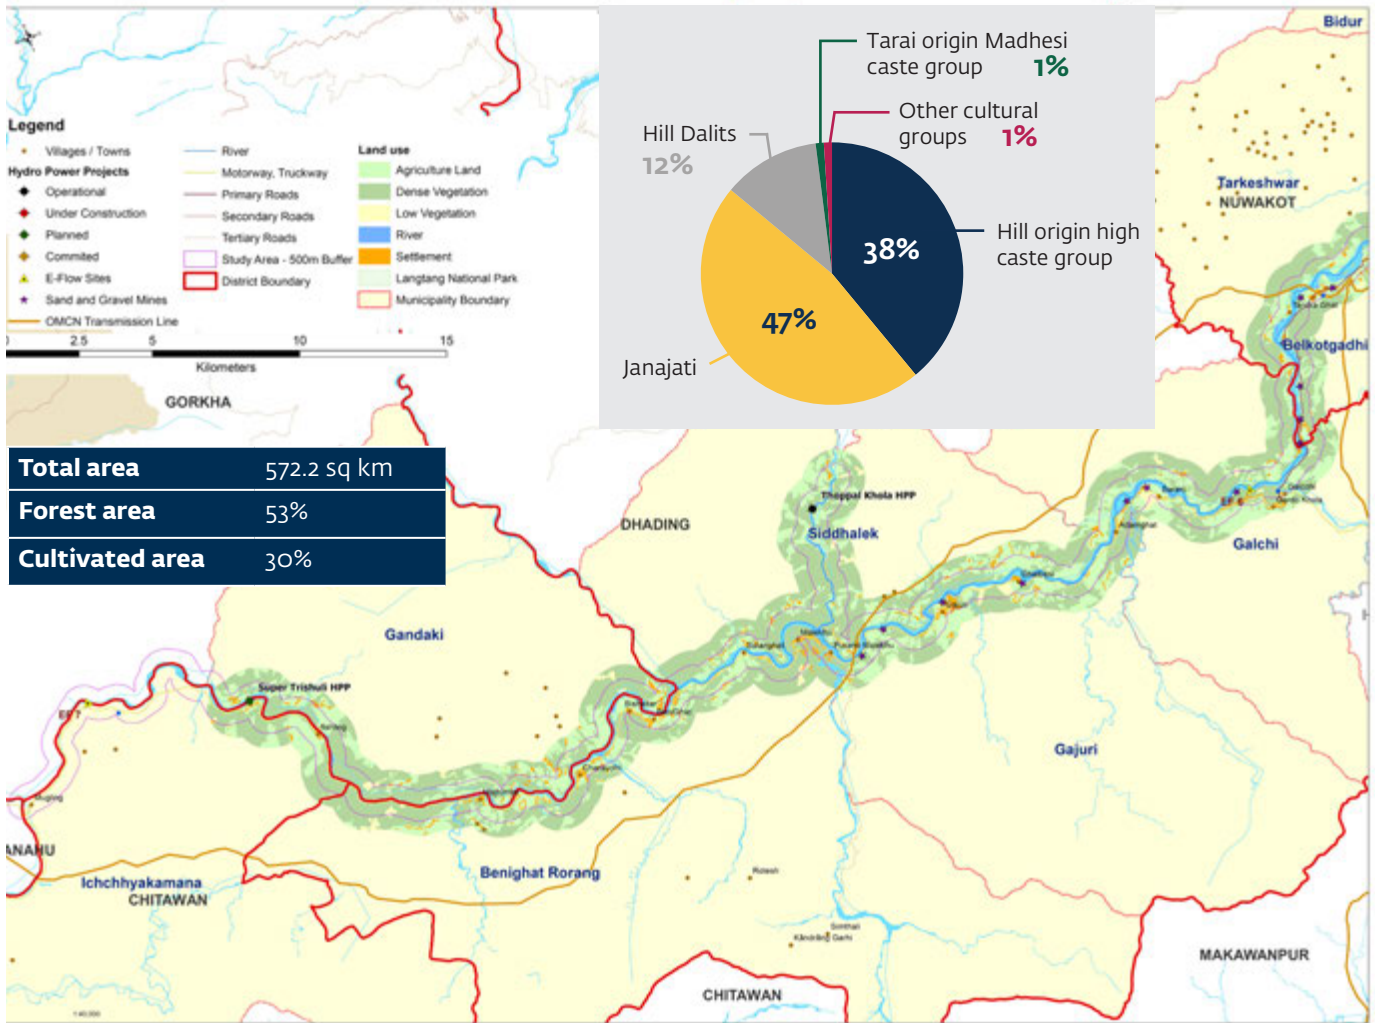 Bidur
Tarai origin Madhesi
caste group 1%
Other cultural
groups 1%
Hill Dalits
12%
Hill origin high
caste group
38%
47%
Janajati
Legend
Villages / Towns
Hydro Power Projects
Operational
Under Construction
Planned
Commited
E-Flow Sites
Sand and Gravel Mines
OMCN Transmission Line
River
Motorway, Truckway
Primary Roads
Secondary Roads
Tertiary Roads
Study Area - 500m Buffer
District Boundary
Land use
Agriculture Land
Dense Vegetation
Low Vegetation
River
Settlement
Langtang National Park
Municipality Boundary
2.5 5 10 15
Kilometers
Tarkeshwar
NUWAKOT
Belkotgadhi
GORKHA
Total area 572.2 sq km
Forest area 53%
Cultivated area 30%
Thoppal Khola HPP
DHADING
Siddhalek
Galchi
Gandaki
Super Trishuli HPP
EF 7
EF 6
Gajuri
ANAHU
Ichchhyakamana
CHITAWAN
Benighat Rorang
MAKAWANPUR
CHITAWAN